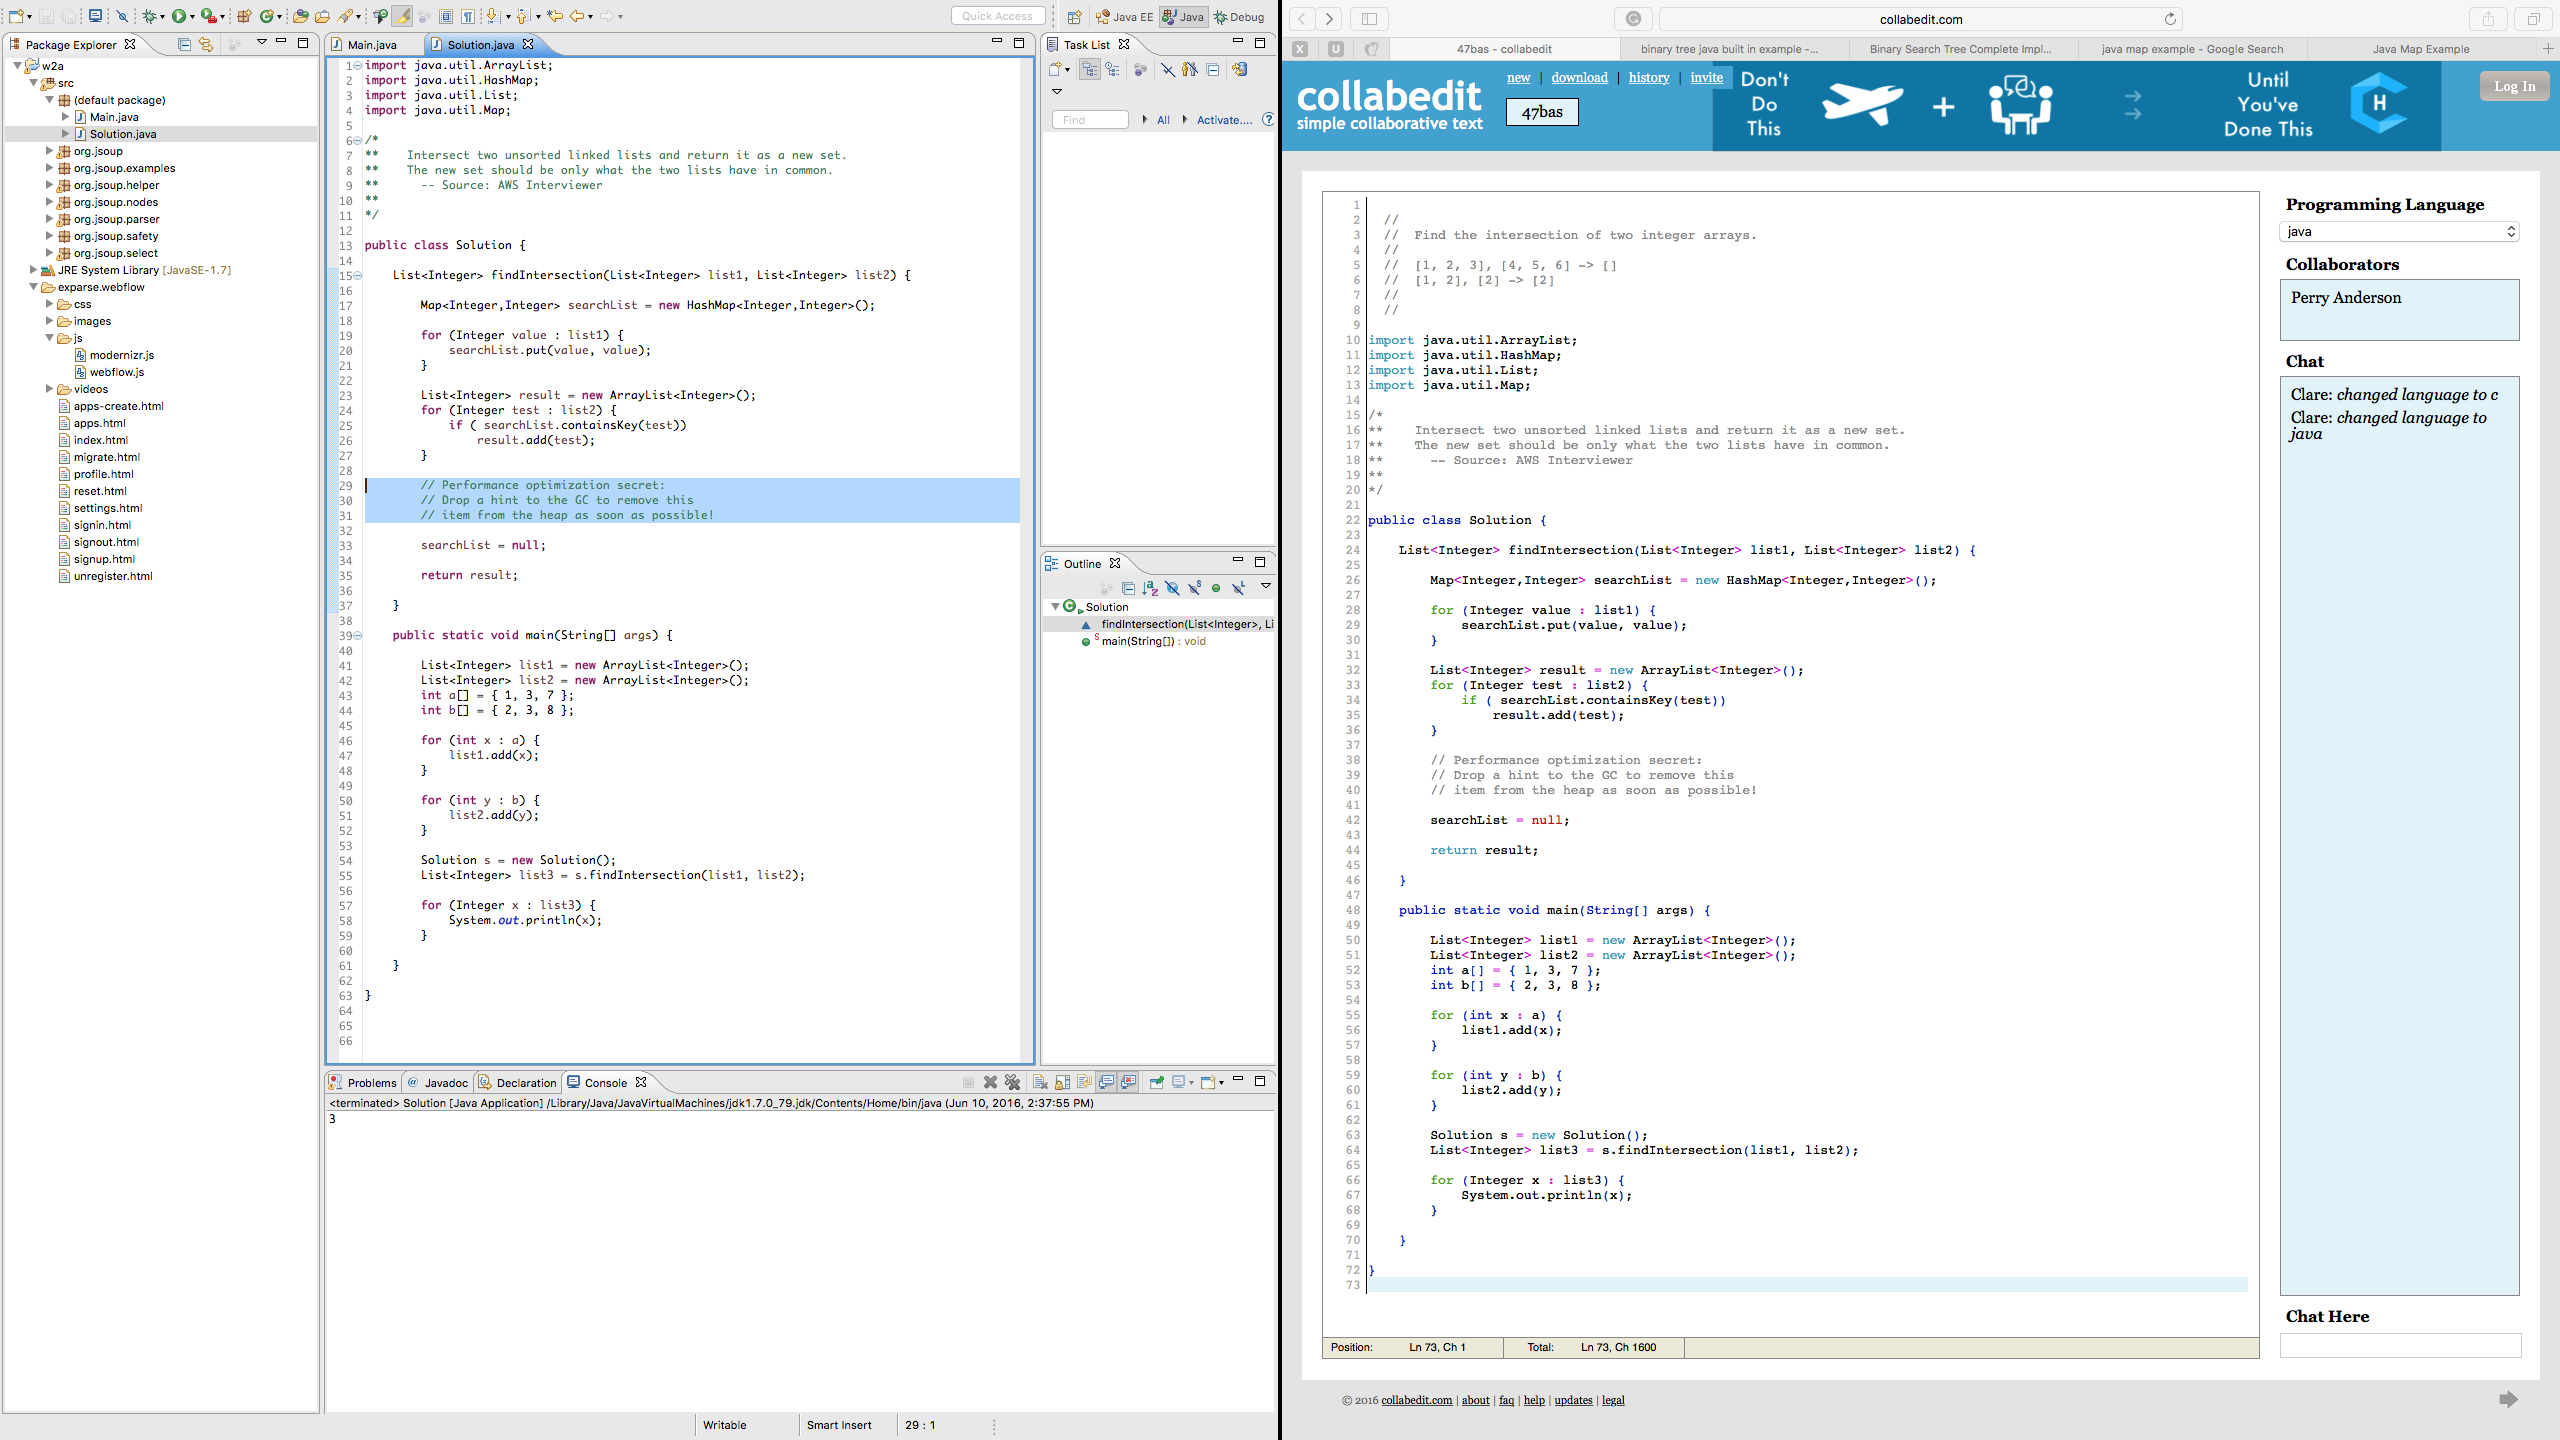 Quick Access
Java EE
Java
Debug
Package Explorer
w2a
src
(default package)
Main.java
Solution.java
org.jsoup
org.jsoup.examples
org.jsoup.helper
org.jsoup.nodes
org.jsoup.parser
org.jsoup.safety
org.jsoup.select
JRE System Library [JavaSE-1.7]
exparse.webflow
css
images
js
modernizr.js
webflow.js
videos
apps-create.html
apps.html
index.html
migrate.html
profile.html
reset.html
settings.html
signin.html
signout.html
signup.html
unregister.html
Main.java
Solution.java
1 import java.util.ArrayList;
2 import java.util.HashMap;
3 import java.util.List;
4 import java.util.Map;
5
6 /*
7 ** Intersect two unsorted linked lists and return it as a new set.
8 ** The new set should be only what the two lists have in common.
9 ** -- Source: AWS Interviewer
10 **
11 */
12
13 public class Solution {
14
15 List<Integer> findIntersection(List<Integer> list1, List<Integer> list2) {
16
17 Map<Integer,Integer> searchList = new HashMap<Integer,Integer>();
18
19 for (Integer value : list1) {
20 searchList.put(value, value);
21 }
22
23 List<Integer> result = new ArrayList<Integer>();
24 for (Integer test : list2) {
25 if ( searchList.containsKey(test))
26 result.add(test);
27 }
28
29 // Performance optimization secret:
30 // Drop a hint to the GC to remove this
31 // item from the heap as soon as possible!
32
33 searchList = null;
34
35 return result;
36
37 }
38
39 public static void main(String[] args) {
40
41 List<Integer> list1 = new ArrayList<Integer>();
42 List<Integer> list2 = new ArrayList<Integer>();
43 int a[] = { 1, 3, 7 };
44 int b[] = { 2, 3, 8 };
45
46 for (int x : a) {
47 list1.add(x);
48 }
49
50 for (int y : b) {
51 list2.add(y);
52 }
53
54 Solution s = new Solution();
55 List<Integer> list3 = s.findIntersection(list1, list2);
56
57 for (Integer x : list3) {
58 System.out.println(x);
59 }
60
61 }
62
63 }
64
65
66
Task List
Find
All
Activate....
Outline
Solution
findIntersection(List<Integer>, Li
main(String[]) : void
Problems
@ Javadoc
Declaration
Console
<terminated> Solution [Java Application] /Library/Java/JavaVirtualMachines/jdk1.7.0_79.jdk/Contents/Home/bin/java (Jun 10, 2016, 2:37:55 PM)
3
Writable
Smart Insert
29 : 1
collabedit.com
X
U
47bas - collabedit
binary tree java built in example -...
Binary Search Tree Complete Impl...
java map example - Google Search
Java Map Example
collabedit
simple collaborative text
new | download | history | invite
47bas
Don't
Do
This
+
Until
You've
Done This
H
Log In
1
2 //
3 // Find the intersection of two integer arrays.
4 //
5 // [1, 2, 3], [4, 5, 6] -> []
6 // [1, 2], [2] -> [2]
7 //
8 //
9
10 import java.util.ArrayList;
11 import java.util.HashMap;
12 import java.util.List;
13 import java.util.Map;
14
15 /*
16 ** Intersect two unsorted linked lists and return it as a new set.
17 ** The new set should be only what the two lists have in common.
18 ** -- Source: AWS Interviewer
19 **
20 */
21
22 public class Solution {
23
24 List<Integer> findIntersection(List<Integer> list1, List<Integer> list2) {
25
26 Map<Integer,Integer> searchList = new HashMap<Integer,Integer>();
27
28 for (Integer value : list1) {
29 searchList.put(value, value);
30 }
31
32 List<Integer> result = new ArrayList<Integer>();
33 for (Integer test : list2) {
34 if ( searchList.containsKey(test))
35 result.add(test);
36 }
37
38 // Performance optimization secret:
39 // Drop a hint to the GC to remove this
40 // item from the heap as soon as possible!
41
42 searchList = null;
43
44 return result;
45
46 }
47
48 public static void main(String[] args) {
49
50 List<Integer> list1 = new ArrayList<Integer>();
51 List<Integer> list2 = new ArrayList<Integer>();
52 int a[] = { 1, 3, 7 };
53 int b[] = { 2, 3, 8 };
54
55 for (int x : a) {
56 list1.add(x);
57 }
58
59 for (int y : b) {
60 list2.add(y);
61 }
62
63 Solution s = new Solution();
64 List<Integer> list3 = s.findIntersection(list1, list2);
65
66 for (Integer x : list3) {
67 System.out.println(x);
68 }
69
70 }
71
72 }
73
Position: Ln 73, Ch 1 Total: Ln 73, Ch 1600
Programming Language
java
Collaborators
Perry Anderson
Chat
Clare: changed language to c
Clare: changed language to
java
Chat Here
© 2016 collabedit.com | about | faq | help | updates | legal